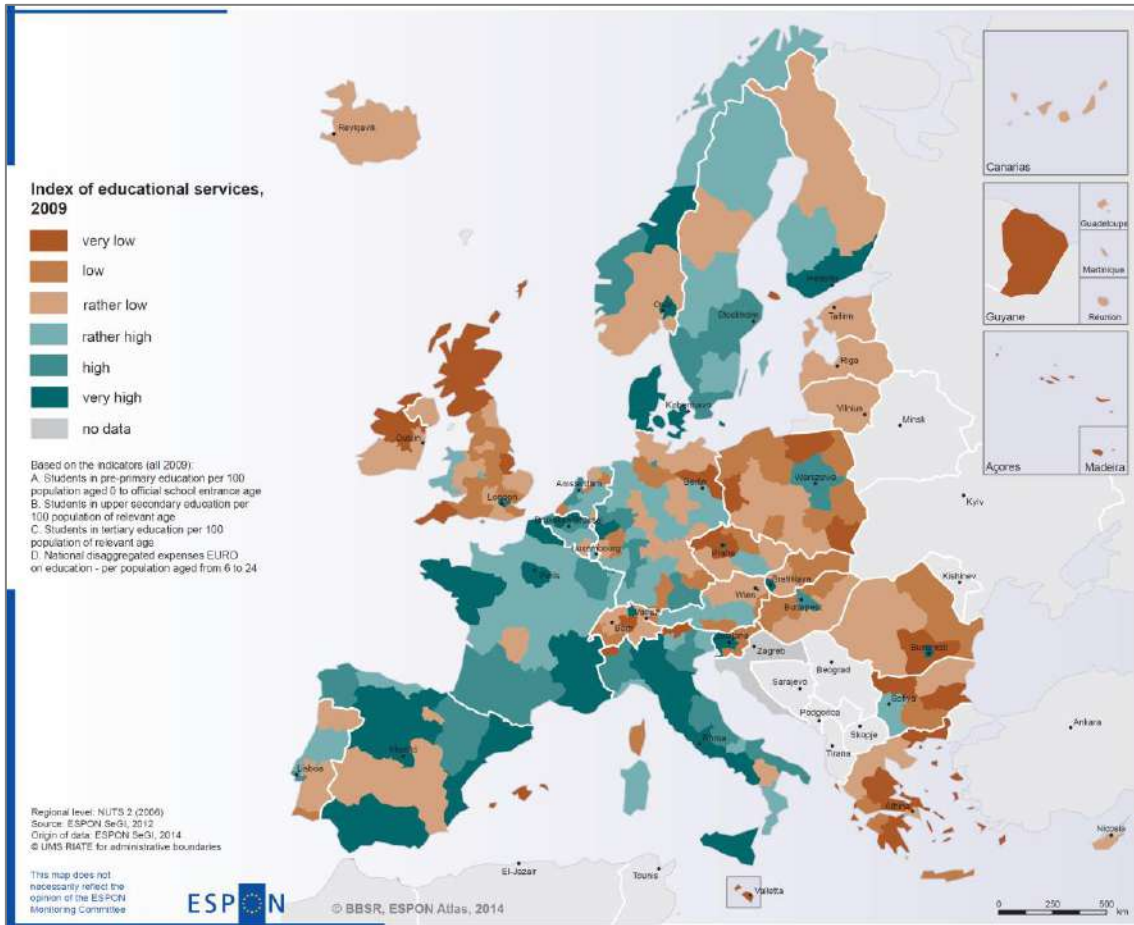 Reykjavik
Canarias
Index of educational services,
2009
very low
low
rather low
rather high
high
very high
no data
Based on the indicators (all 2009):
A. Students in pre-primary education per 100
population aged 0 to official school entrance age
B. Students in upper secondary education per
100 population of relevant age
C. Students in tertiary education per 100
population of relevant age
D. National disaggregated expenses EURO
on education - per population aged from 6 to 24
Guadeloupe
Martinique
Guyane
Réunion
Açores
Madeira
Oslo
Stockholm
Tallinn
Riga
Vilnius
Minsk
København
Dublin
London
Amsterdam
Berlin
Warszawa
Kyiv
Luxembourg
Praha
Paris
Wien
Bratislava
Budapest
Kishinev
Bern
Vaduz
Zagreb
Beograd
Bucuresti
Sarajevo
Podgorica
Sofiya
Skopje
Tirana
Ankara
Roma
Madrid
Lisboa
Nicosia
El-Jazair
Tounis
Valletta
Regional level: NUTS 2 (2006)
Source: ESPON SeGI, 2012
Origin of data: ESPON SeGI, 2014
© UMS RIATE for administrative boundaries
This map does not
necessarily reflect the
opinion of the ESPON
Monitoring Committee
ESPON
© BBSR, ESPON Atlas, 2014
0 250 500
km